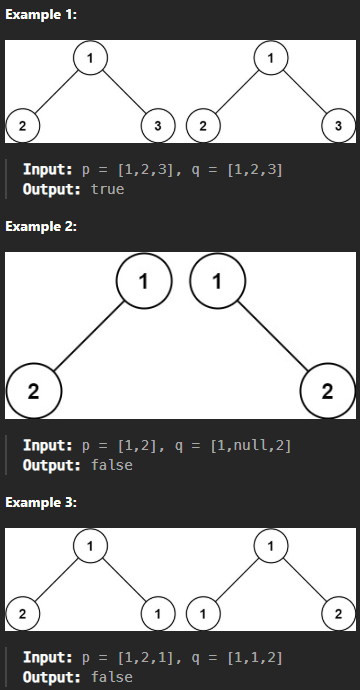 Example 1:
1 1
2 3 2 3
Input: p = [1,2,3], q = [1,2,3]
Output: true
Example 2:
1 1
2 2
Input: p = [1,2], q = [1,null,2]
Output: false
Example 3:
1 1
2 1 1 2
Input: p = [1,2,1], q = [1,1,2]
Output: false